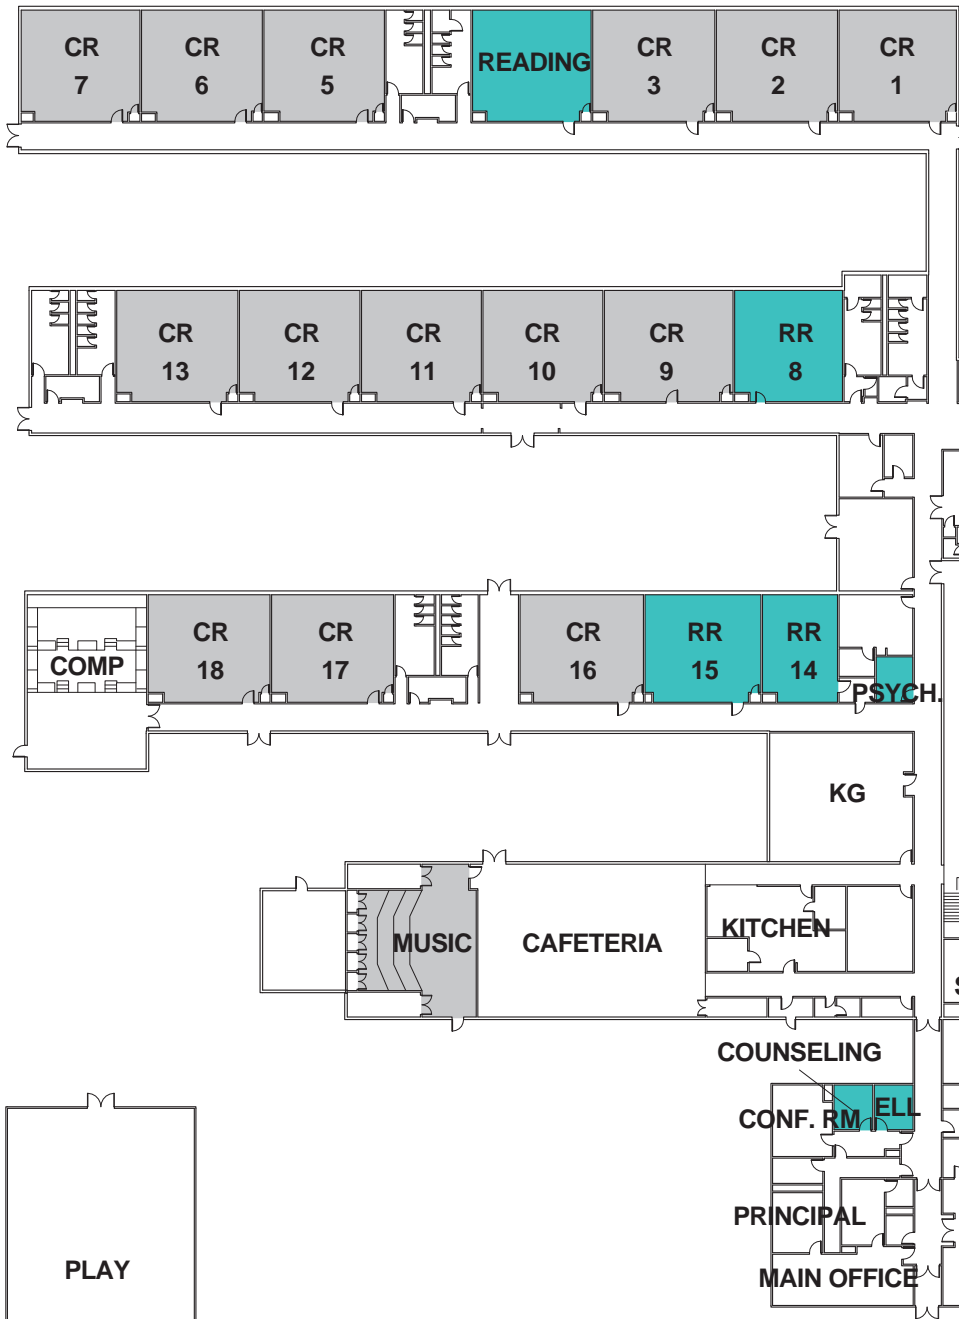 CR 7
CR 6
CR 5
READING
CR 3
CR 2
CR 1
CR 13
CR 12
CR 11
CR 10
CR 9
RR 8
COMP
CR 18
CR 17
CR 16
RR 15
RR 14
PSYCH.
KG
MUSIC
CAFETERIA
KITCHEN
S
COUNSELING
CONF. RM
ELL
PRINCIPAL
PLAY
MAIN OFFICE